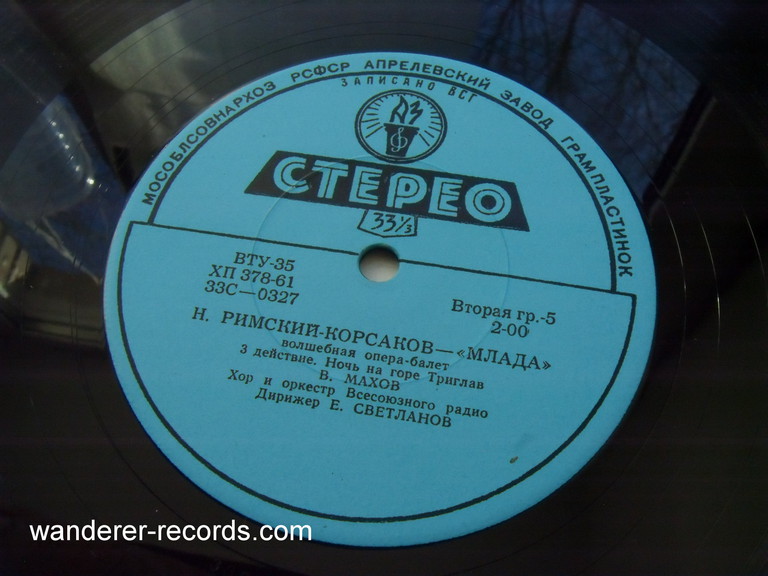 МОСОБЛСОВНАРХОЗ РСФСР АПРЕЛЕВСКИЙ ЗАВОД ГРАМПЛАСТИНОК
ЗАПИСАНО ВСГ
АЗ
СТЕРЕО
33⅓
ВТУ-35
ХП 378-61
33С—0327
Вторая гр.-5
2-00
Н. РИМСКИЙ-КОРСАКОВ—«МЛАДА»
волшебная опера-балет
3 действие. Ночь на горе Триглав
В. МАХОВ
Хор и оркестр Всесоюзного радио
Дирижер Е. СВЕТЛАНОВ
wanderer-records.com